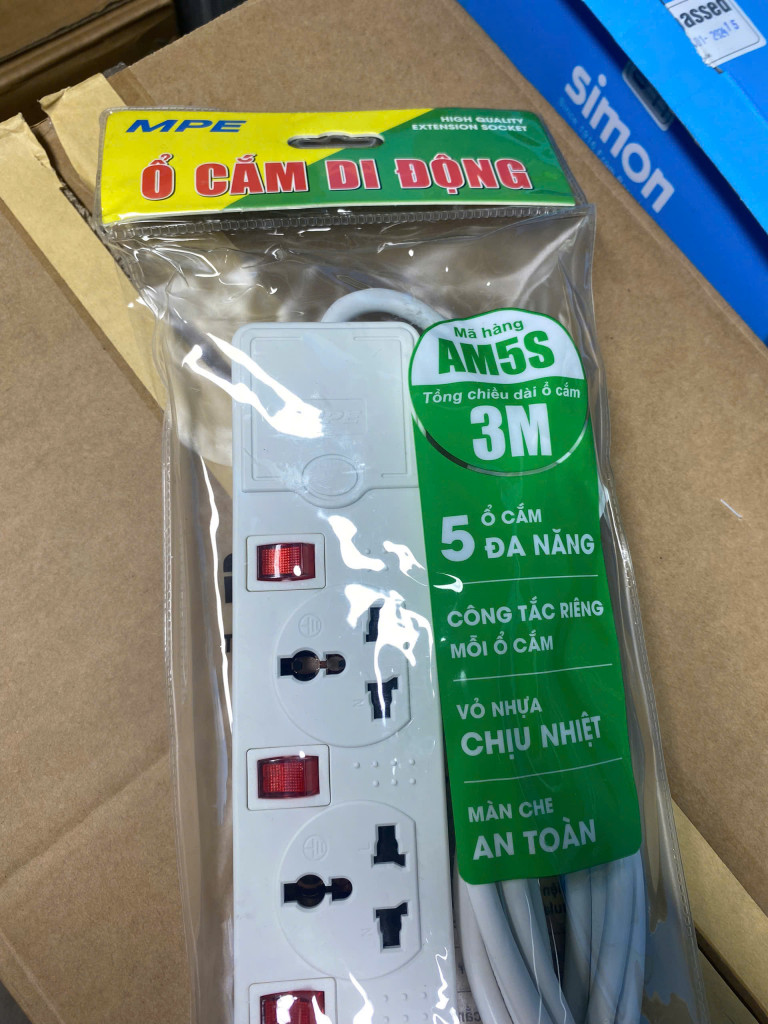 MPE
HIGH QUALITY
EXTENSION SOCKET
Ổ CẮM DI ĐỘNG
Mã hàng
AM5S
Tổng chiều dài ổ cắm
3M
5 Ổ CẮM
ĐA NĂNG
CÔNG TẮC RIÊNG
MỖI Ổ CẮM
VỎ NHỰA
CHỊU NHIỆT
MÀN CHE
AN TOÀN
simon
assed